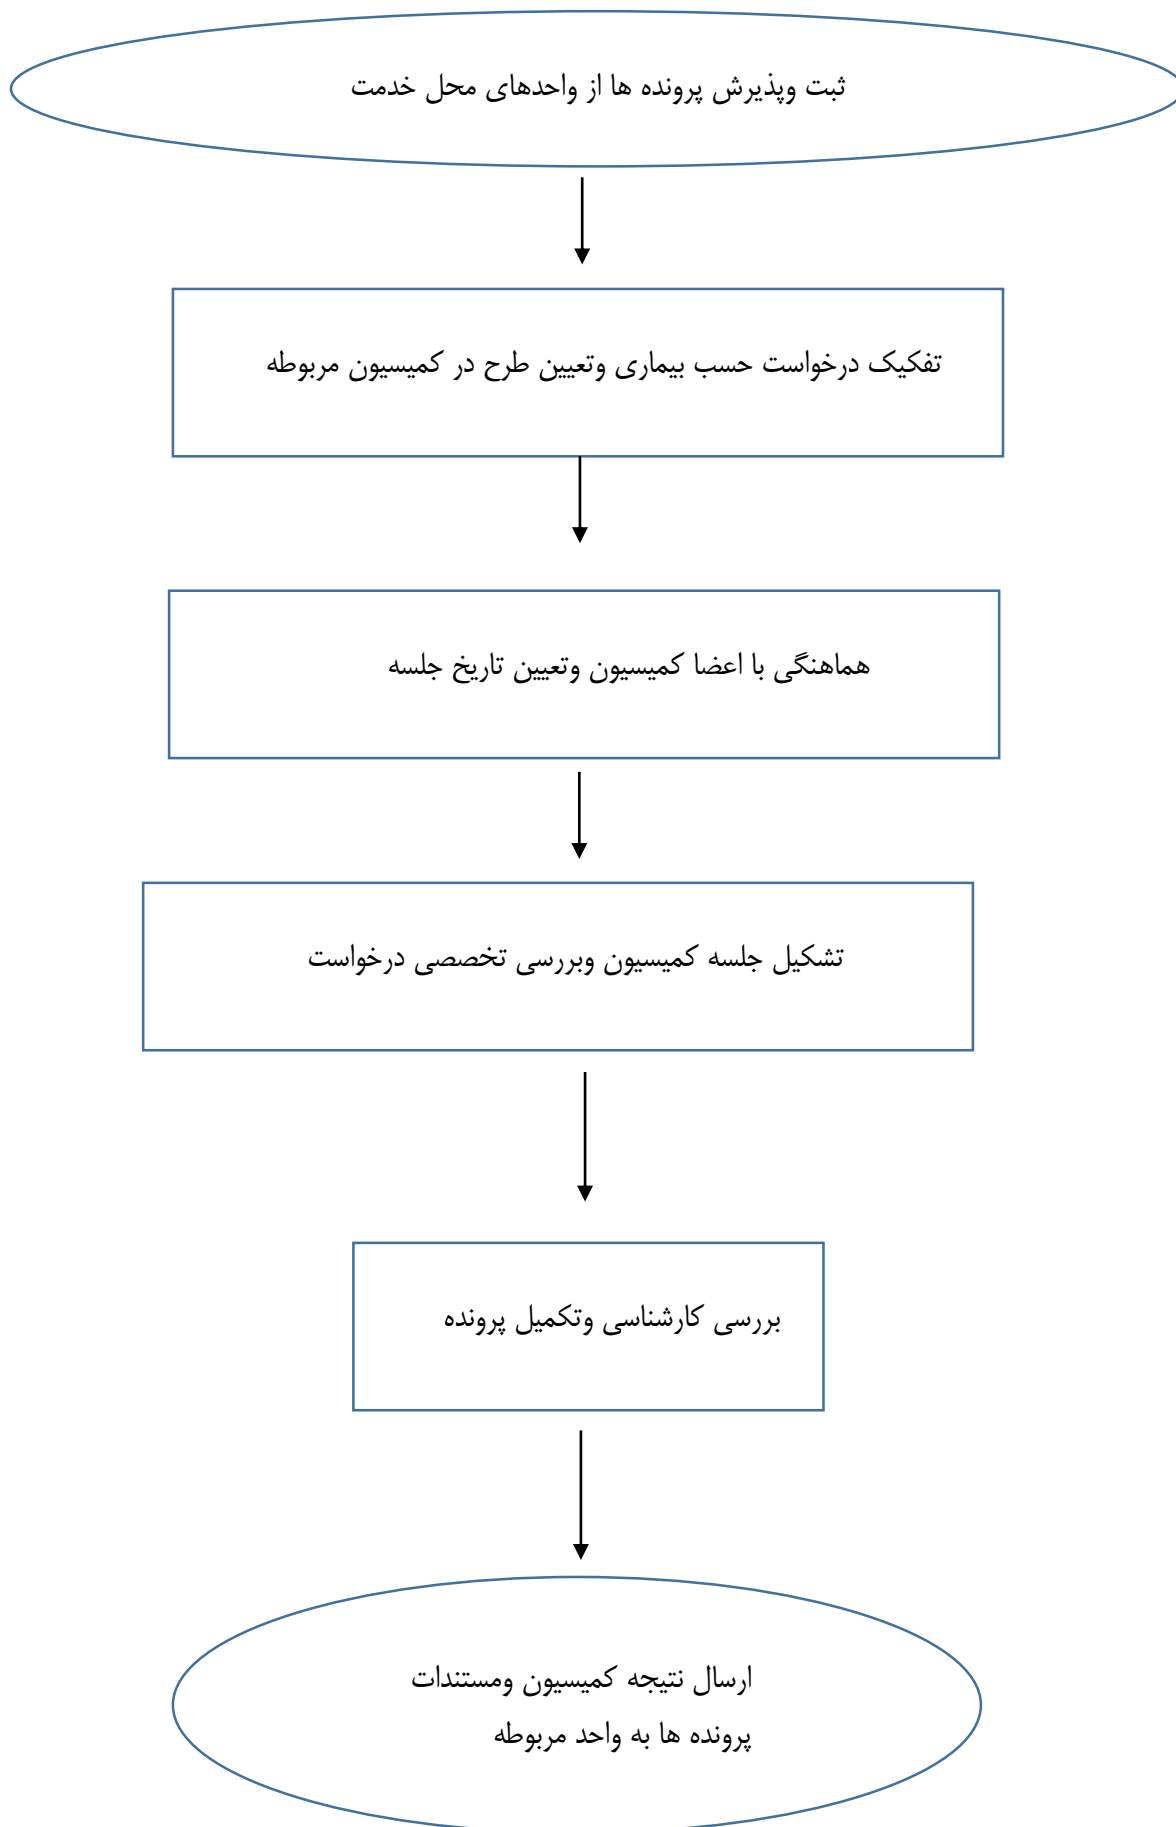 ثبت وپذیرش پرونده ها از واحدهای محل خدمت
تفکیک درخواست حسب بیماری وتعیین طرح در کمیسیون مربوطه
هماهنگی با اعضا کمیسیون وتعیین تاریخ جلسه
تشکیل جلسه کمیسیون وبررسی تخصصی درخواست
بررسی کارشناسی وتکمیل پرونده
ارسال نتیجه کمیسیون ومستندات
پرونده ها به واحد مربوطه